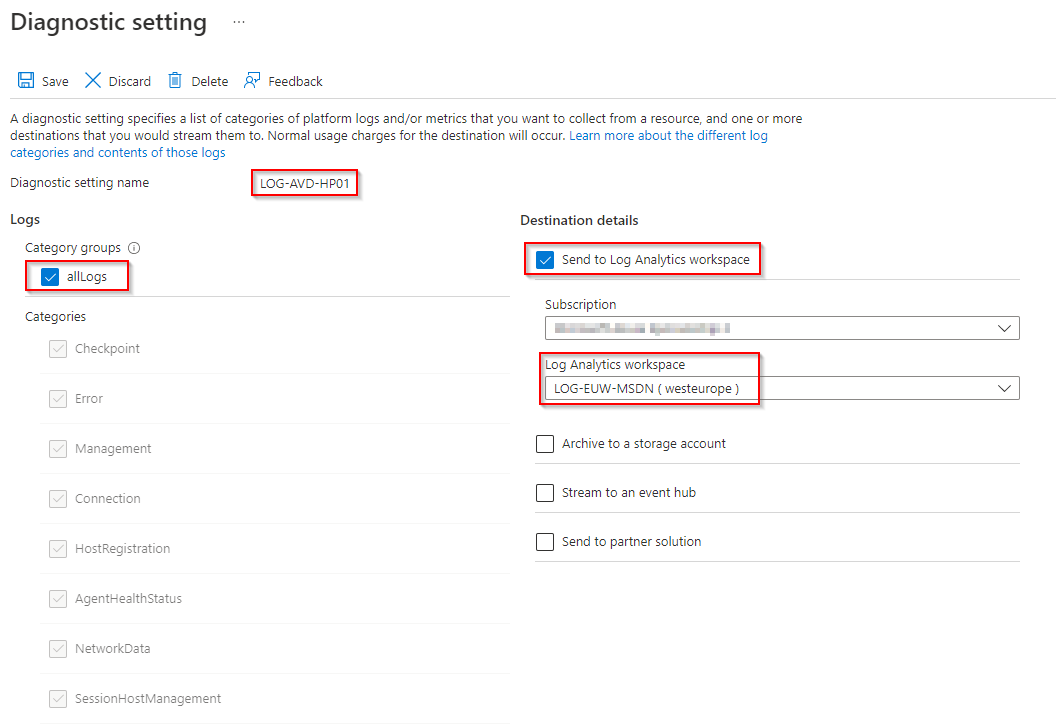 Diagnostic setting ...
Save Discard Delete Feedback
A diagnostic setting specifies a list of categories of platform logs and/or metrics that you want to collect from a resource, and one or more
destinations that you would stream them to. Normal usage charges for the destination will occur. Learn more about the different log
categories and contents of those logs
Diagnostic setting name LOG-AVD-HP01
Logs
Category groups
allLogs
Categories
Checkpoint
Error
Management
Connection
HostRegistration
AgentHealthStatus
NetworkData
SessionHostManagement
Destination details
Send to Log Analytics workspace
Subscription
Log Analytics workspace
LOG-EUW-MSDN ( westeurope )
Archive to a storage account
Stream to an event hub
Send to partner solution